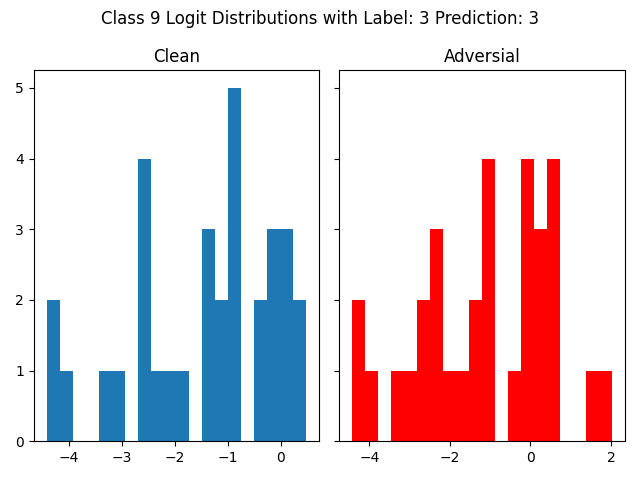 Class 9 Logit Distributions with Label: 3 Prediction: 3
Clean
Adversial
5
4
3
2
1
0
−4 −3 −2 −1 0
−4 −2 0 2